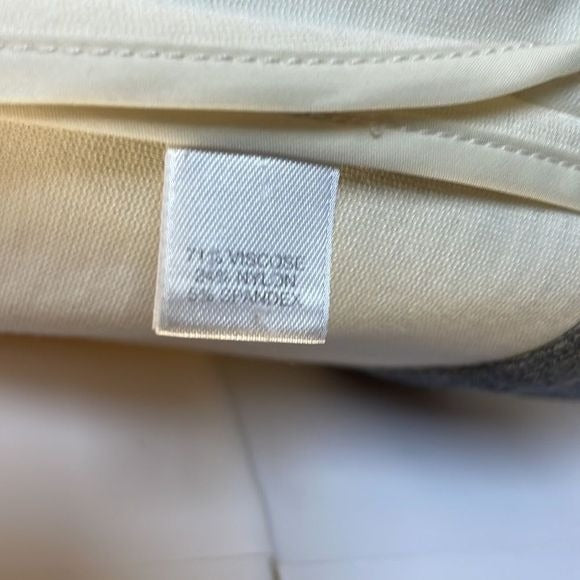 71% VISCOSE
24% NYLON
5% SPANDEX